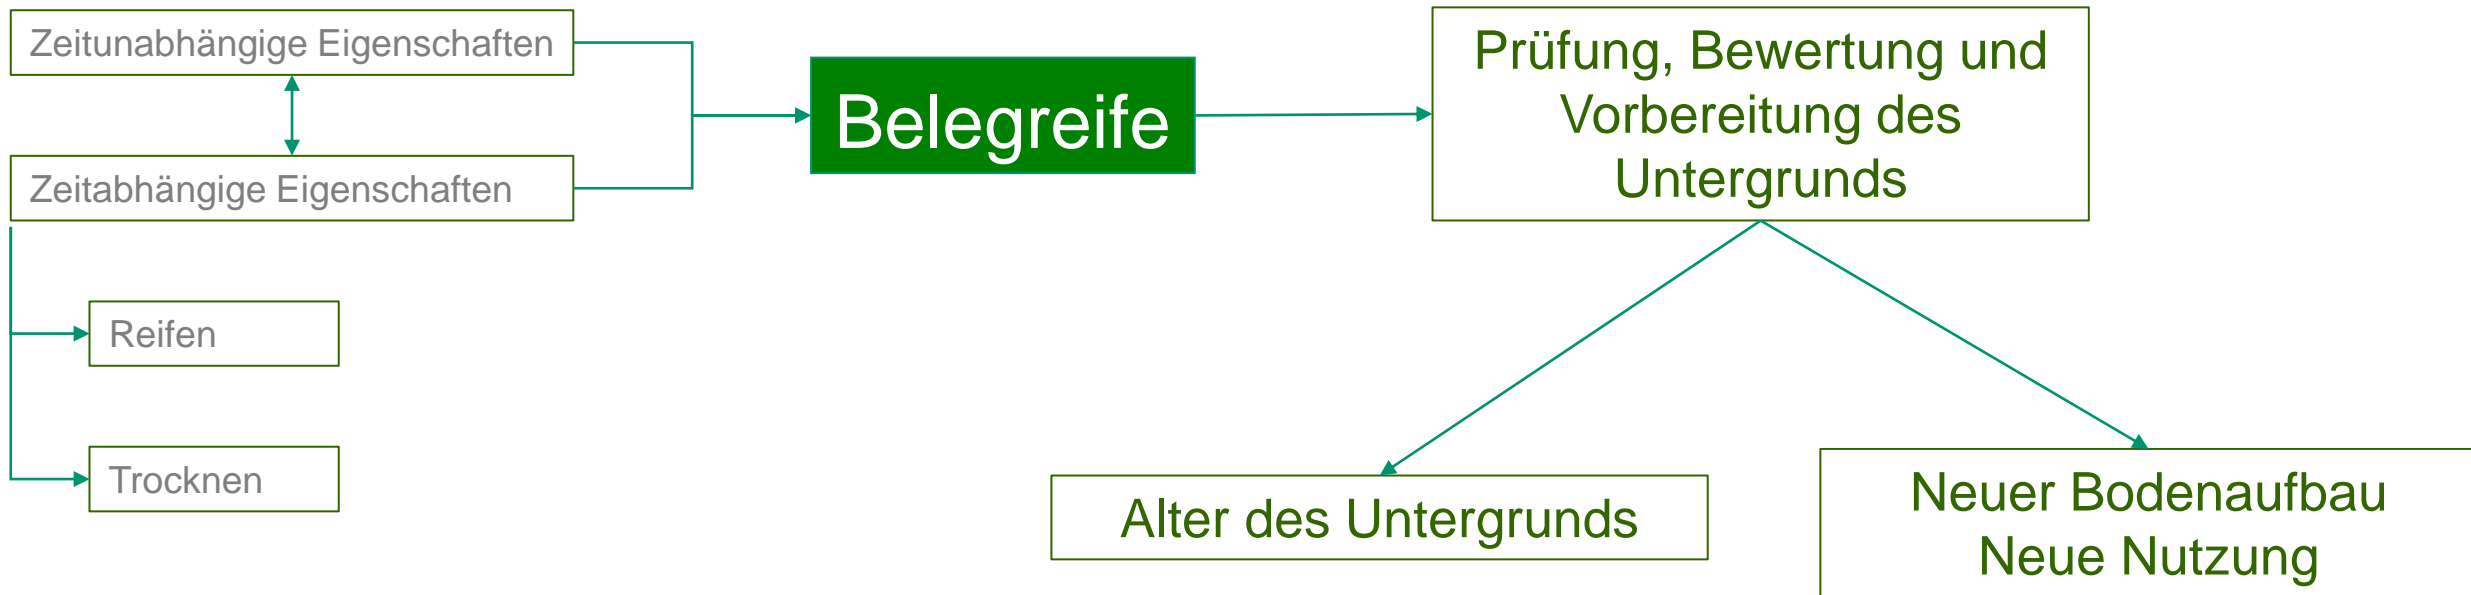 Zeitunabhängige Eigenschaften
Zeitabhängige Eigenschaften
Reifen
Trocknen
Belegreife
Prüfung, Bewertung und
Vorbereitung des
Untergrunds
Alter des Untergrunds
Neuer Bodenaufbau
Neue Nutzung